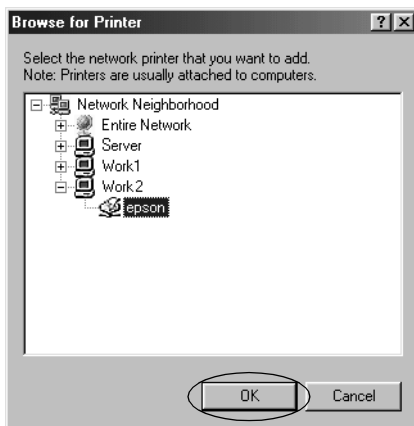 Browse for Printer
Select the network printer that you want to add.
Note: Printers are usually attached to computers.
Network Neighborhood
Entire Network
Server
Work1
Work2
epson
OK Cancel